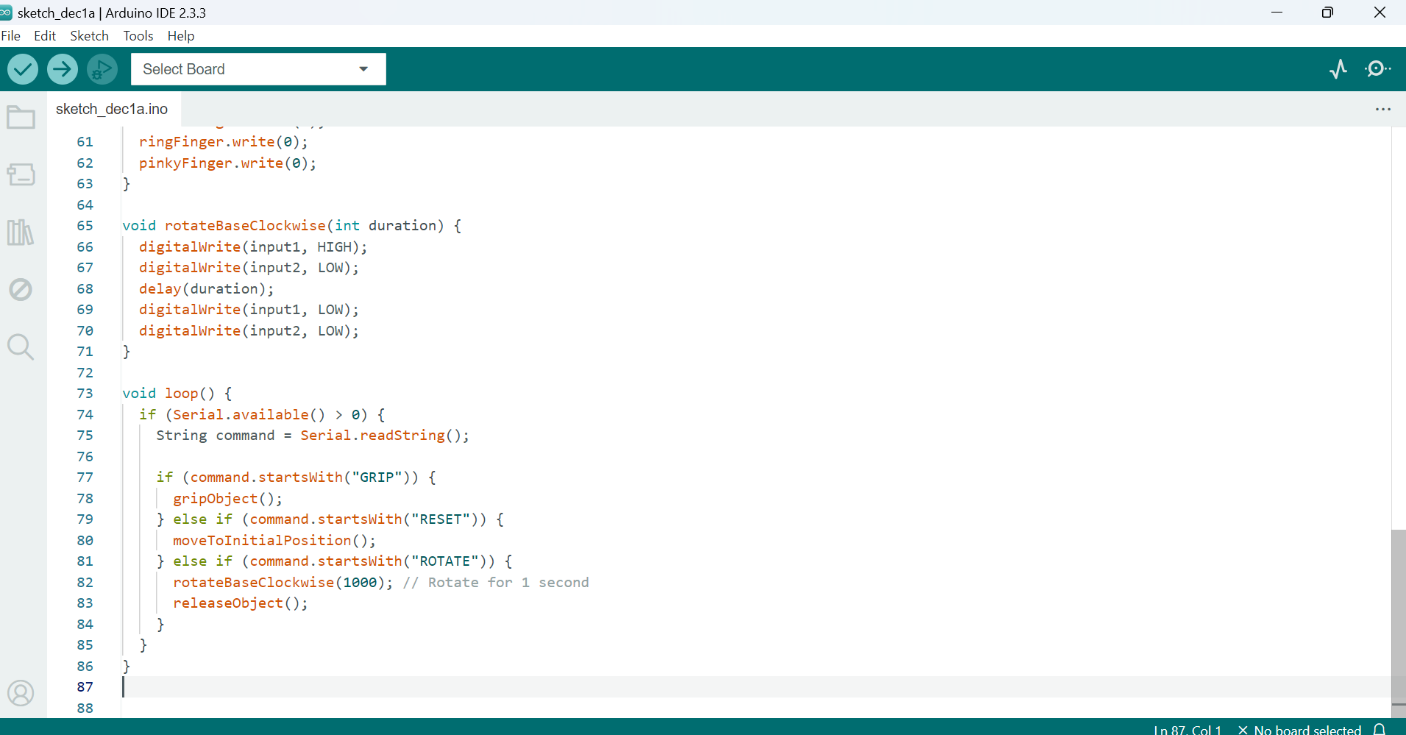 sketch_dec1a | Arduino IDE 2.3.3
File Edit Sketch Tools Help
Select Board
sketch_dec1a.ino
61 ringFinger.write(0);
62 pinkyFinger.write(0);
63 }
64
65 void rotateBaseClockwise(int duration) {
66 digitalWrite(input1, HIGH);
67 digitalWrite(input2, LOW);
68 delay(duration);
69 digitalWrite(input1, LOW);
70 digitalWrite(input2, LOW);
71 }
72
73 void loop() {
74 if (Serial.available() > 0) {
75 String command = Serial.readString();
76
77 if (command.startsWith("GRIP")) {
78 gripObject();
79 } else if (command.startsWith("RESET")) {
80 moveToInitialPosition();
81 } else if (command.startsWith("ROTATE")) {
82 rotateBaseClockwise(1000); // Rotate for 1 second
83 releaseObject();
84 }
85 }
86 }
87
88
Ln 87, Col 1 No board selected